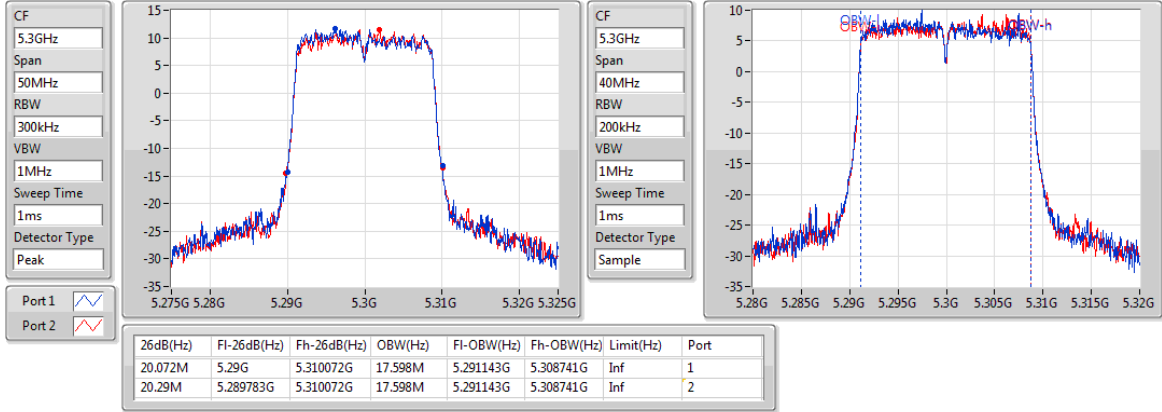 CF
5.3GHz
Span
50MHz
RBW
300kHz
VBW
1MHz
Sweep Time
1ms
Detector Type
Peak
Port 1
Port 2
15
10
5
0
-5
-10
-15
-20
-25
-30
-35
5.275G 5.28G 5.29G 5.3G 5.31G 5.32G 5.325G
CF
5.3GHz
Span
40MHz
RBW
200kHz
VBW
1MHz
Sweep Time
1ms
Detector Type
Sample
10
5
0
-5
-10
-15
-20
-25
-30
-35
OBW-l
OBW-h
5.28G 5.285G 5.29G 5.295G 5.3G 5.305G 5.31G 5.315G 5.32G
26dB(Hz) Fl-26dB(Hz) Fh-26dB(Hz) OBW(Hz) Fl-OBW(Hz) Fh-OBW(Hz) Limit(Hz) Port
20.072M 5.29G 5.310072G 17.598M 5.291143G 5.308741G Inf 1
20.29M 5.289783G 5.310072G 17.598M 5.291143G 5.308741G Inf 2